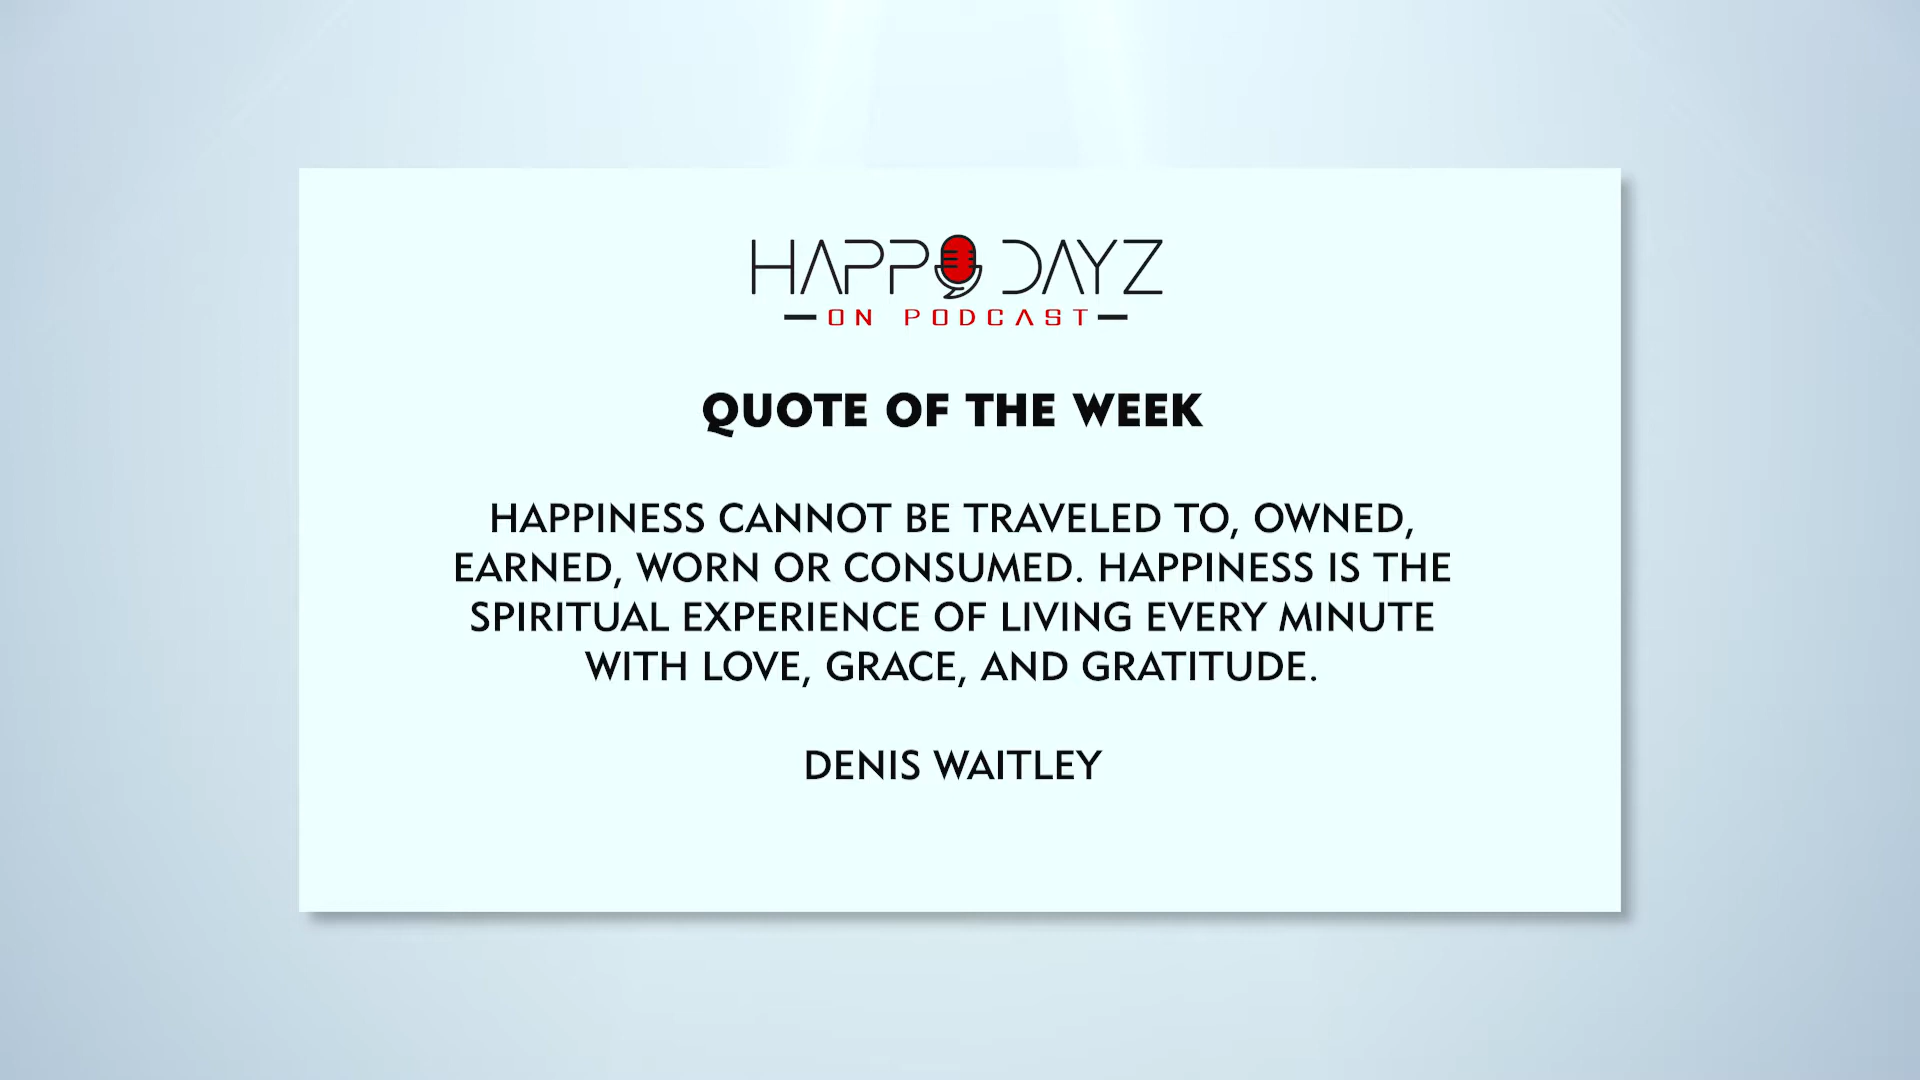 HAPPY DAYZ
ON PODCAST
QUOTE OF THE WEEK
HAPPINESS CANNOT BE TRAVELED TO, OWNED,
EARNED, WORN OR CONSUMED. HAPPINESS IS THE
SPIRITUAL EXPERIENCE OF LIVING EVERY MINUTE
WITH LOVE, GRACE, AND GRATITUDE.
DENIS WAITLEY